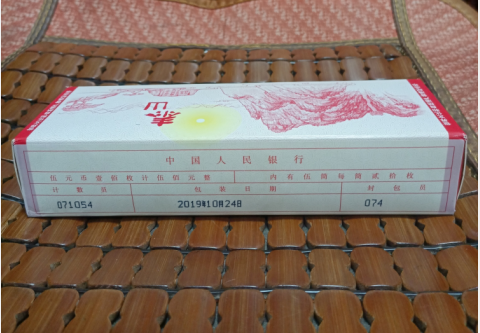 泰山
中国人民银行
伍元币壹佰枚计伍佰元整 内有伍筒每筒贰拾枚
计数员 包装日期 封包员
071054 2019年10月24日 074